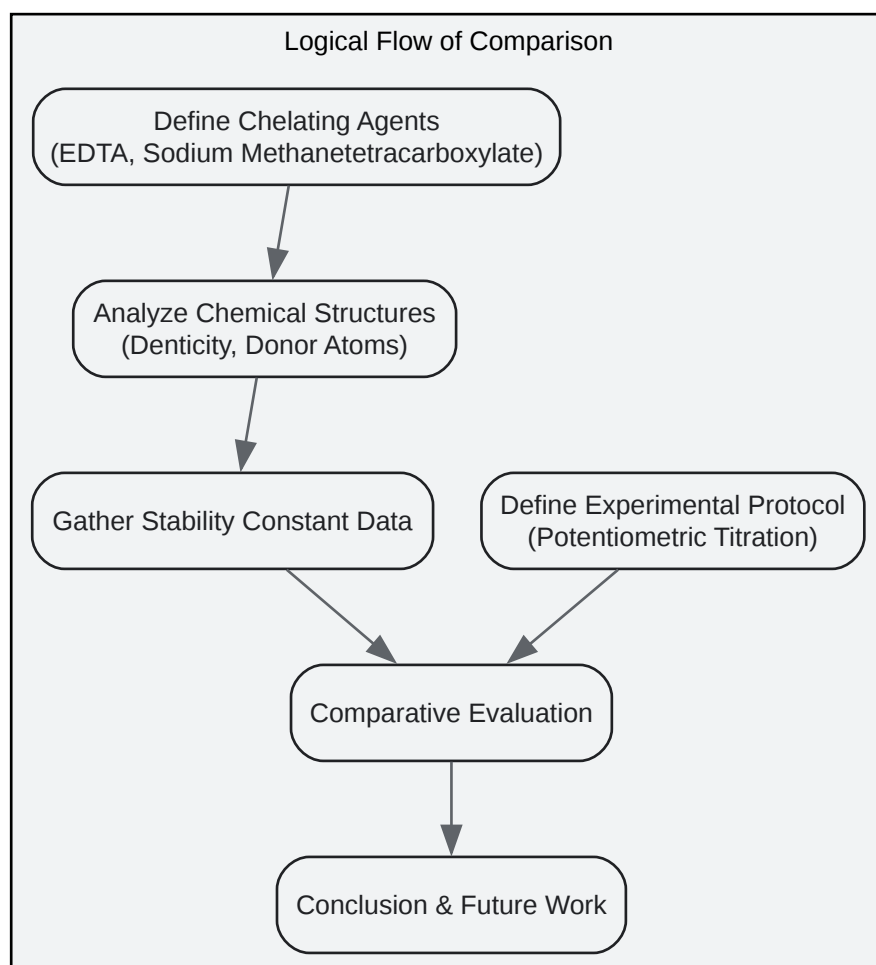 Logical Flow of Comparison
Define Chelating Agents
(EDTA, Sodium Methanetetracarboxylate)
Analyze Chemical Structures
(Denticity, Donor Atoms)
Gather Stability Constant Data
Define Experimental Protocol
(Potentiometric Titration)
Comparative Evaluation
Conclusion & Future Work